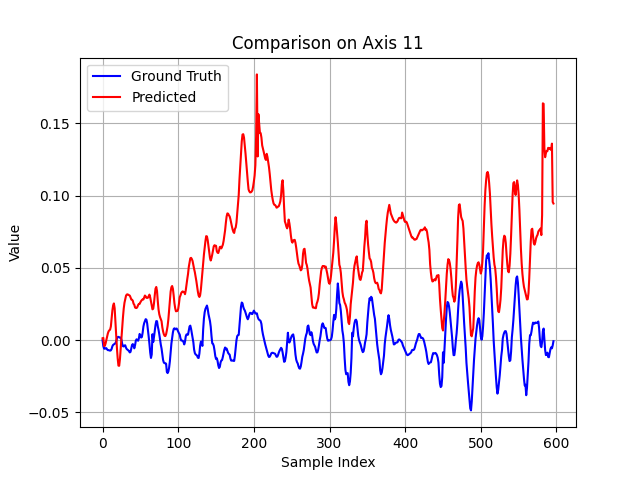 Comparison on Axis 11
Ground Truth
Predicted
0.15
0.10
0.05
0.00
−0.05
Value
0 100 200 300 400 500 600
Sample Index